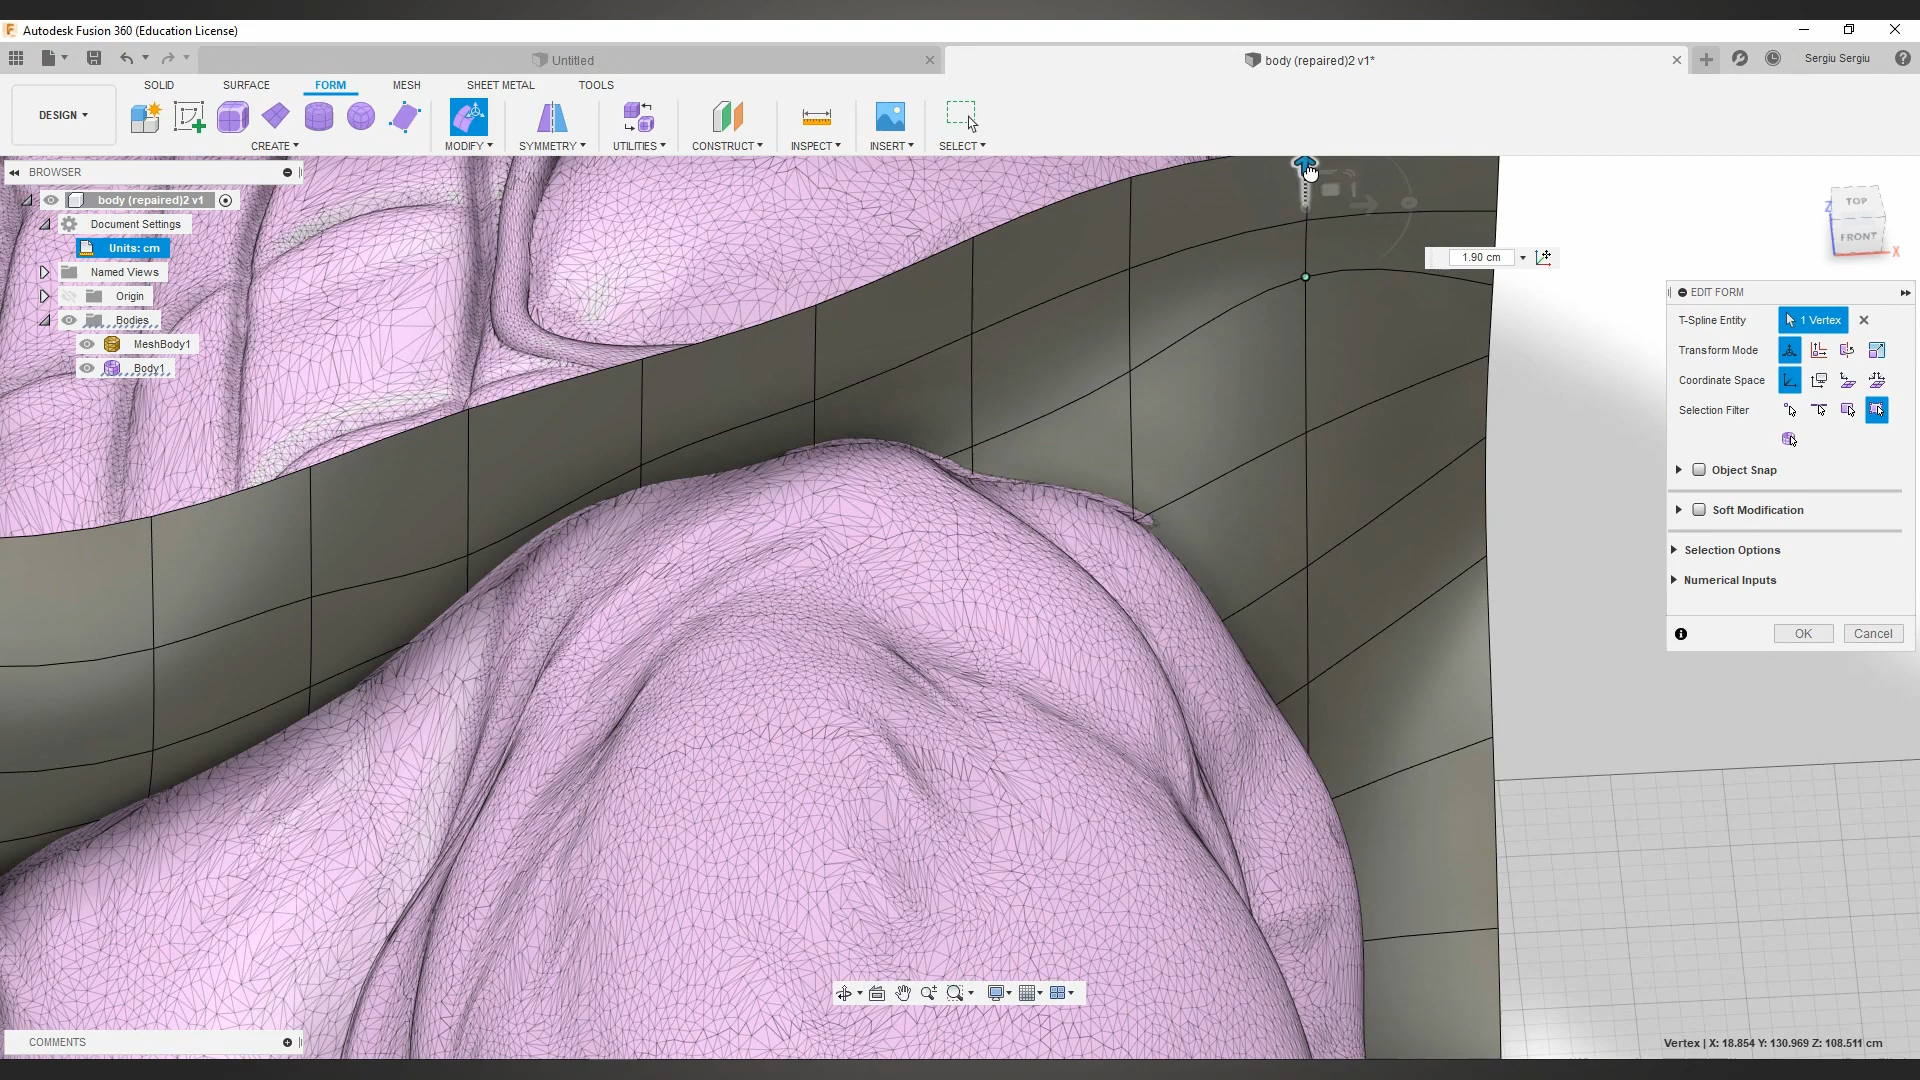 Autodesk Fusion 360 (Education License)
Untitled
body (repaired)2 v1*
Sergiu Sergiu
SOLID
SURFACE
FORM
MESH
SHEET METAL
TOOLS
DESIGN
CREATE
MODIFY
SYMMETRY
UTILITIES
CONSTRUCT
INSPECT
INSERT
SELECT
BROWSER
body (repaired)2 v1
Document Settings
Units: cm
Named Views
Origin
Bodies
MeshBody1
Body1
1.90 cm
TOP
FRONT
Z
X
EDIT FORM
T-Spline Entity
1 Vertex
Transform Mode
Coordinate Space
Selection Filter
Object Snap
Soft Modification
Selection Options
Numerical Inputs
OK
Cancel
COMMENTS
Vertex | X: 18.854 Y: 130.969 Z: 108.511 cm